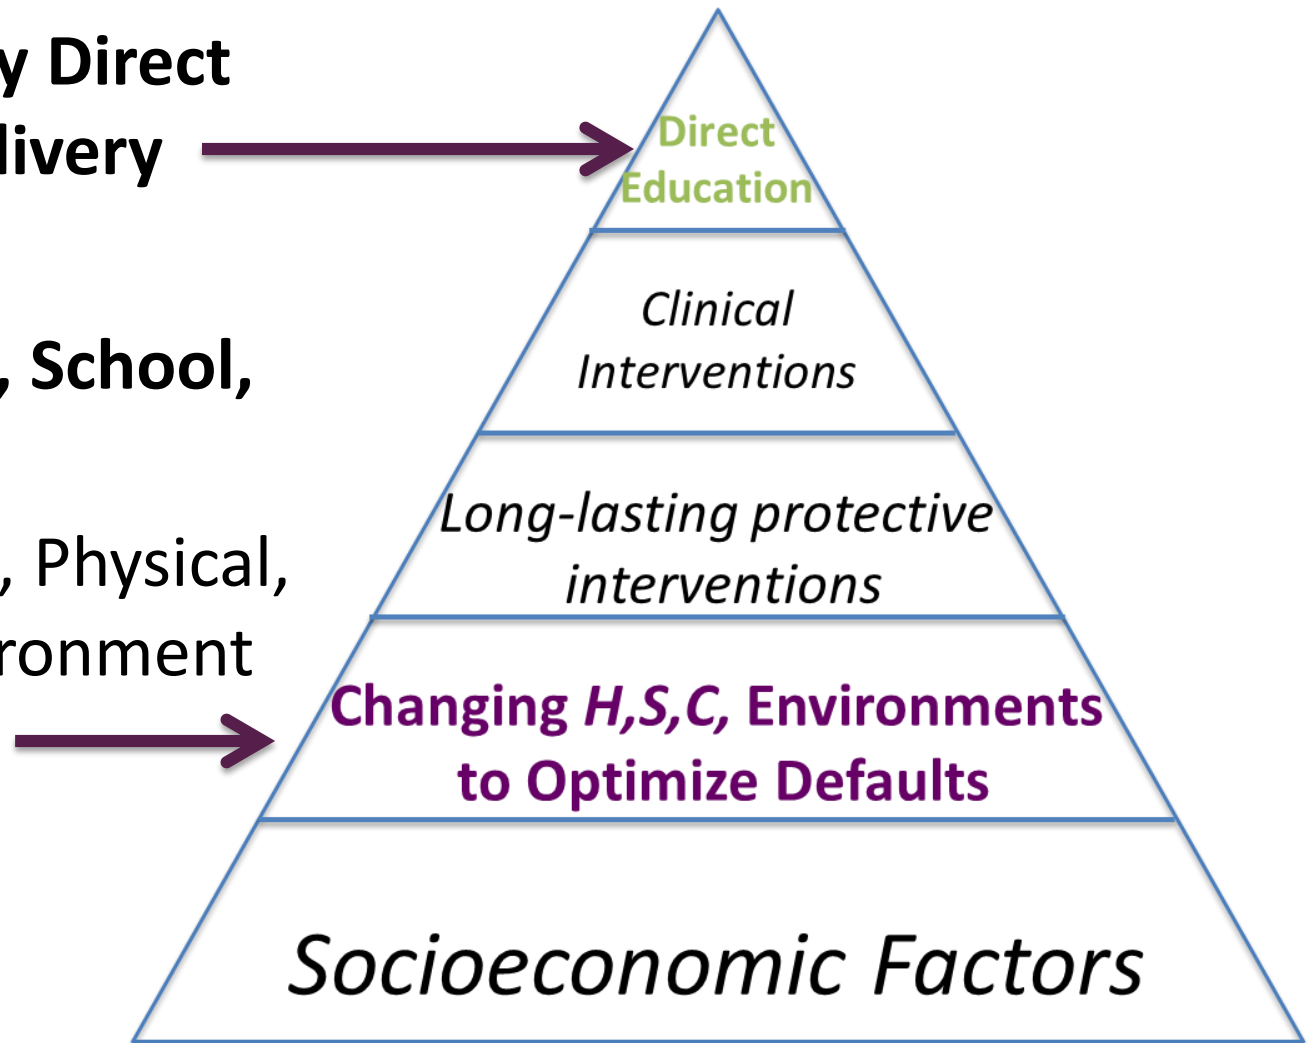 y Direct
livery
, School,
, Physical,
ronment
Direct
Education
Clinical
Interventions
Long-lasting protective
interventions
Changing H,S,C, Environments
to Optimize Defaults
Socioeconomic Factors